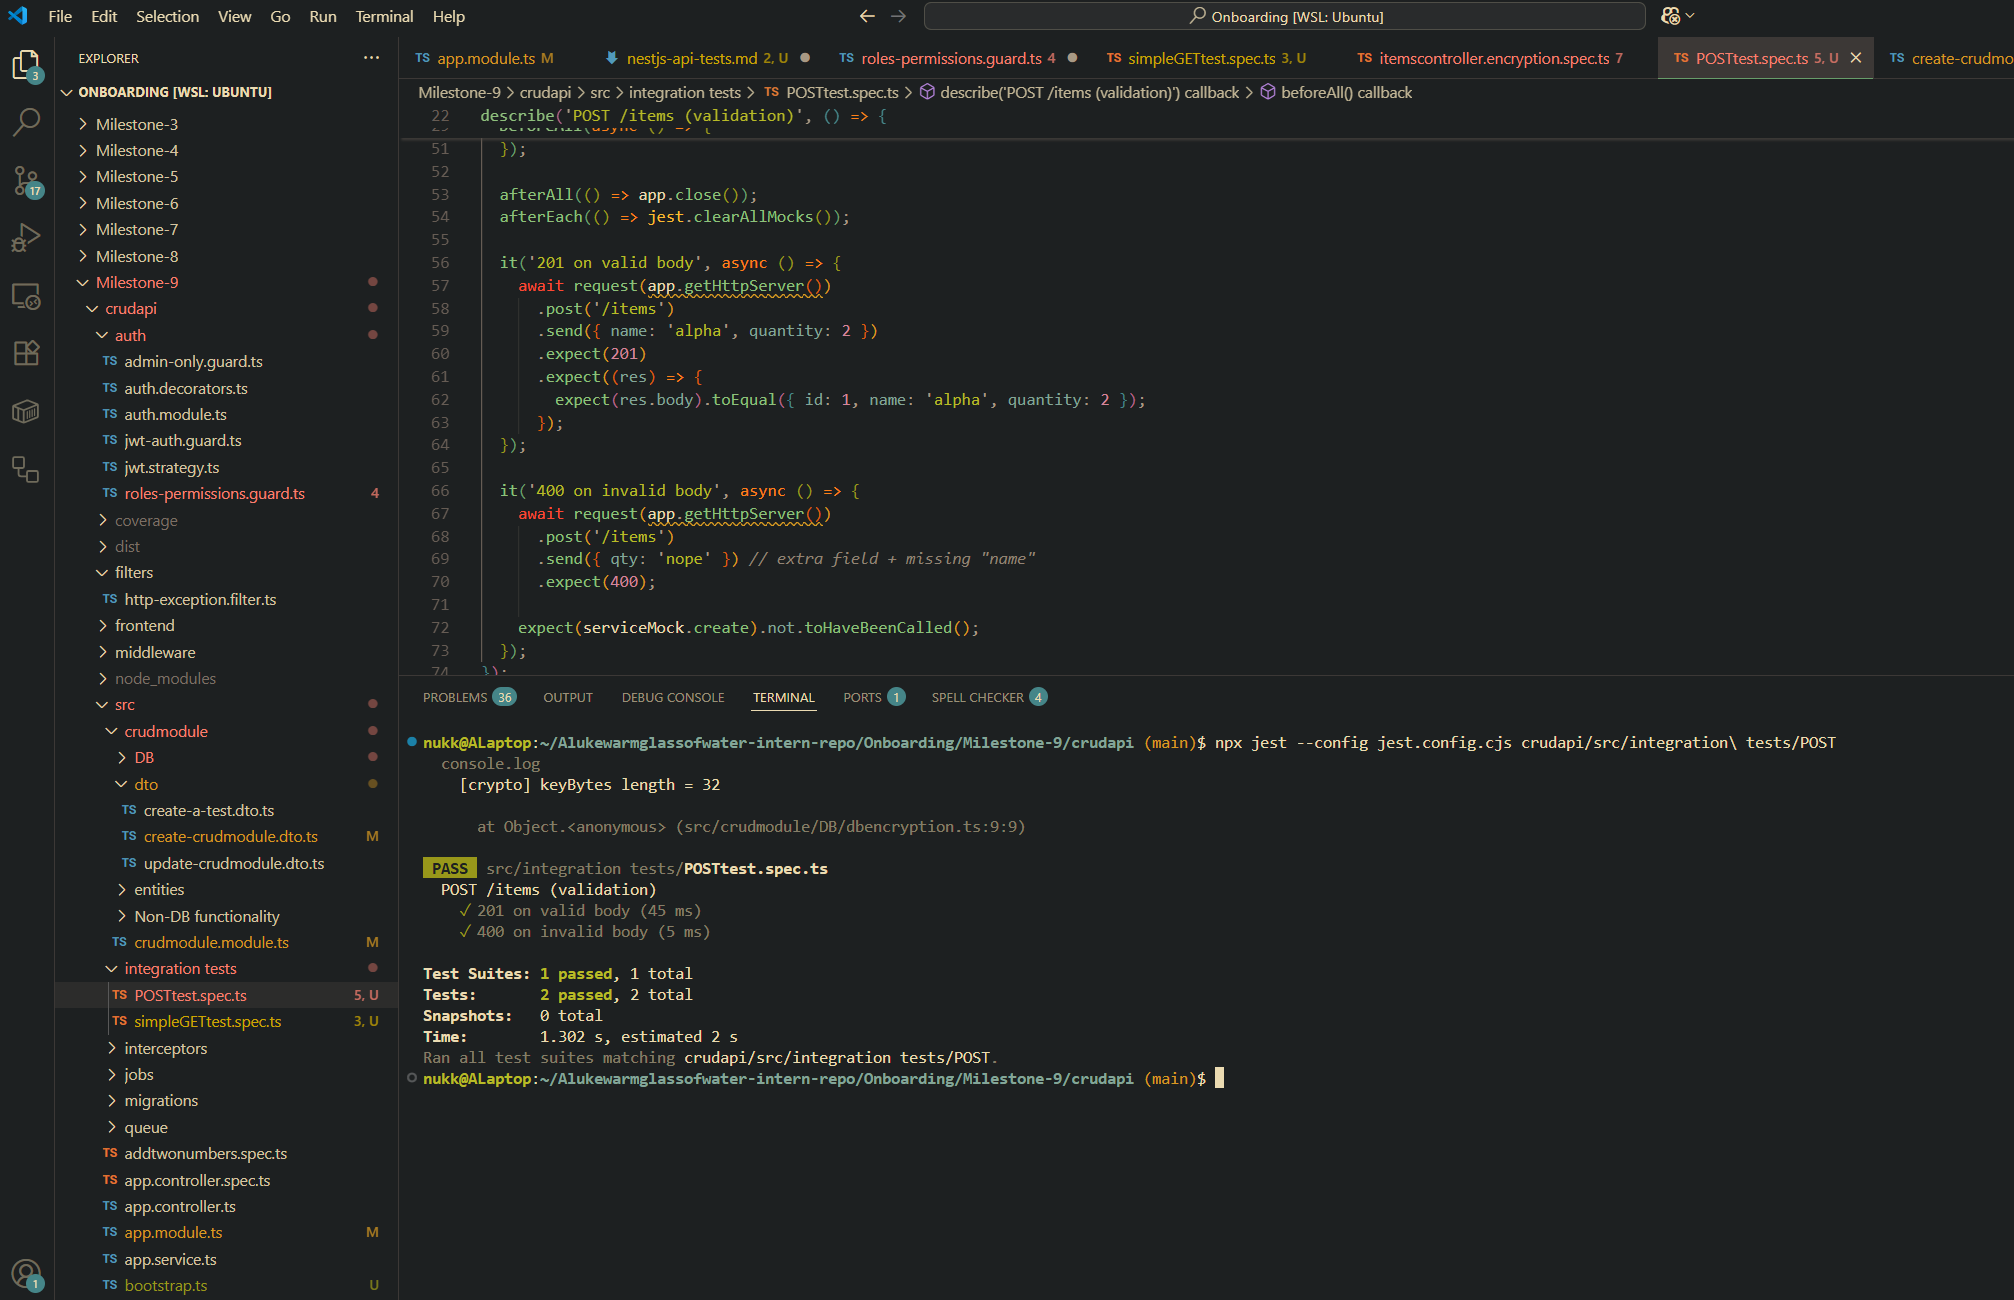 File Edit Selection View Go Run Terminal Help
Onboarding [WSL: Ubuntu]
EXPLORER
ONBOARDING [WSL: UBUNTU]
Milestone-3
Milestone-4
Milestone-5
Milestone-6
Milestone-7
Milestone-8
Milestone-9
crudapi
auth
TS admin-only.guard.ts
TS auth.decorators.ts
TS auth.module.ts
TS jwt-auth.guard.ts
TS jwt.strategy.ts
TS roles-permissions.guard.ts 4
coverage
dist
filters
TS http-exception.filter.ts
frontend
middleware
node_modules
src
crudmodule
DB
dto
TS create-a-test.dto.ts
TS create-crudmodule.dto.ts M
TS update-crudmodule.dto.ts
entities
Non-DB functionality
TS crudmodule.module.ts M
integration tests
TS POSTtest.spec.ts 5, U
TS simpleGETtest.spec.ts 3, U
interceptors
jobs
migrations
queue
TS addtwonumbers.spec.ts
TS app.controller.spec.ts
TS app.controller.ts
TS app.module.ts M
TS app.service.ts
TS bootstrap.ts U
3
17
1
TS app.module.ts M
nestjs-api-tests.md 2, U
TS roles-permissions.guard.ts 4
TS simpleGETtest.spec.ts 3, U
TS itemscontroller.encryption.spec.ts 7
TS POSTtest.spec.ts 5, U
TS create-crudmo
Milestone-9 > crudapi > src > integration tests > TS POSTtest.spec.ts > describe('POST /items (validation)') callback > beforeAll() callback
22 describe('POST /items (validation)', () => {
51 });
52
53 afterAll(() => app.close());
54 afterEach(() => jest.clearAllMocks());
55
56 it('201 on valid body', async () => {
57 await request(app.getHttpServer())
58 .post('/items')
59 .send({ name: 'alpha', quantity: 2 })
60 .expect(201)
61 .expect((res) => {
62 expect(res.body).toEqual({ id: 1, name: 'alpha', quantity: 2 });
63 });
64 });
65
66 it('400 on invalid body', async () => {
67 await request(app.getHttpServer())
68 .post('/items')
69 .send({ qty: 'nope' }) // extra field + missing "name"
70 .expect(400);
71
72 expect(serviceMock.create).not.toHaveBeenCalled();
73 });
74 });
PROBLEMS 36 OUTPUT DEBUG CONSOLE TERMINAL PORTS 1 SPELL CHECKER 4
nukk@ALaptop:~/Alukewarmglassofwater-intern-repo/Onboarding/Milestone-9/crudapi (main)$ npx jest --config jest.config.cjs crudapi/src/integration\ tests/POST
console.log
[crypto] keyBytes length = 32
at Object.<anonymous> (src/crudmodule/DB/dbencryption.ts:9:9)
PASS src/integration tests/POSTtest.spec.ts
POST /items (validation)
✓ 201 on valid body (45 ms)
✓ 400 on invalid body (5 ms)
Test Suites: 1 passed, 1 total
Tests: 2 passed, 2 total
Snapshots: 0 total
Time: 1.302 s, estimated 2 s
Ran all test suites matching crudapi/src/integration tests/POST.
nukk@ALaptop:~/Alukewarmglassofwater-intern-repo/Onboarding/Milestone-9/crudapi (main)$